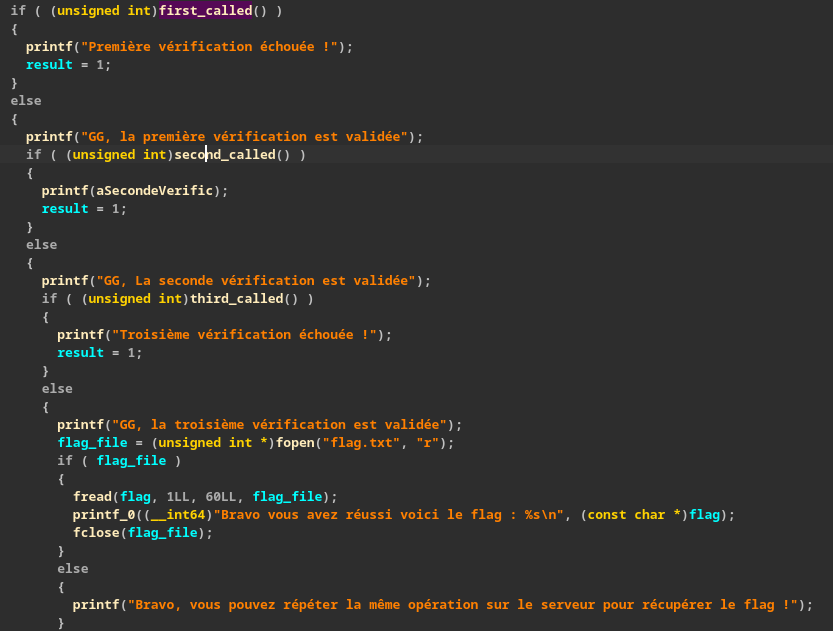 if ( (unsigned int)first_called() )
{
  printf("Première vérification échouée !");
  result = 1;
}
else
{
  printf("GG, la première vérification est validée");
  if ( (unsigned int)second_called() )
  {
    printf(aSecondeVerific);
    result = 1;
  }
  else
  {
    printf("GG, La seconde vérification est validée");
    if ( (unsigned int)third_called() )
    {
      printf("Troisième vérification échouée !");
      result = 1;
    }
    else
    {
      printf("GG, la troisième vérification est validée");
      flag_file = (unsigned int *)fopen("flag.txt", "r");
      if ( flag_file )
      {
        fread(flag, 1LL, 60LL, flag_file);
        printf_0((__int64)"Bravo vous avez réussi voici le flag : %s\n", (const char *)flag);
        fclose(flag_file);
      }
      else
      {
        printf("Bravo, vous pouvez répéter la même opération sur le serveur pour récupérer le flag !");
      }